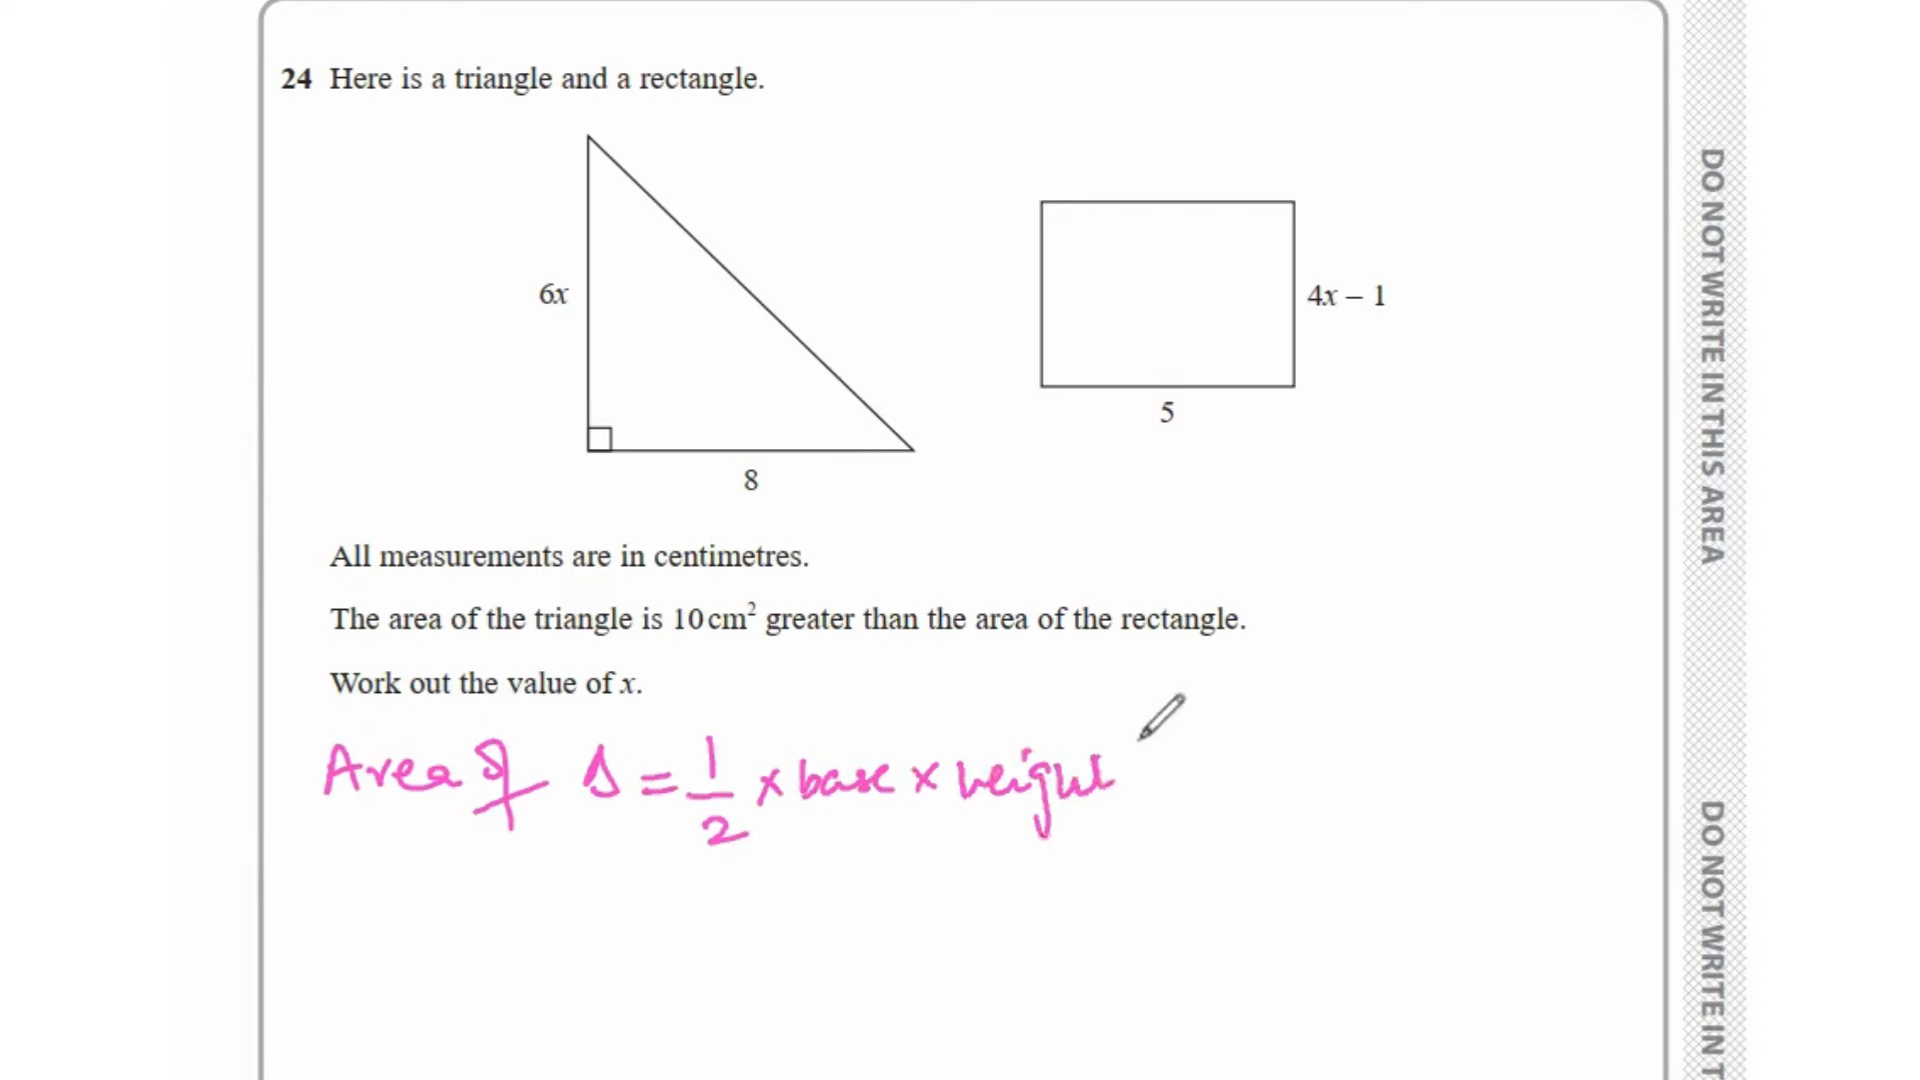 24 Here is a triangle and a rectangle.
6x
8
4x – 1
5
All measurements are in centimetres.
The area of the triangle is 10 cm² greater than the area of the rectangle.
Work out the value of x.
Area of Δ = 1/2 × base × height
DO NOT WRITE IN THIS AREA
DO NOT WRITE IN T